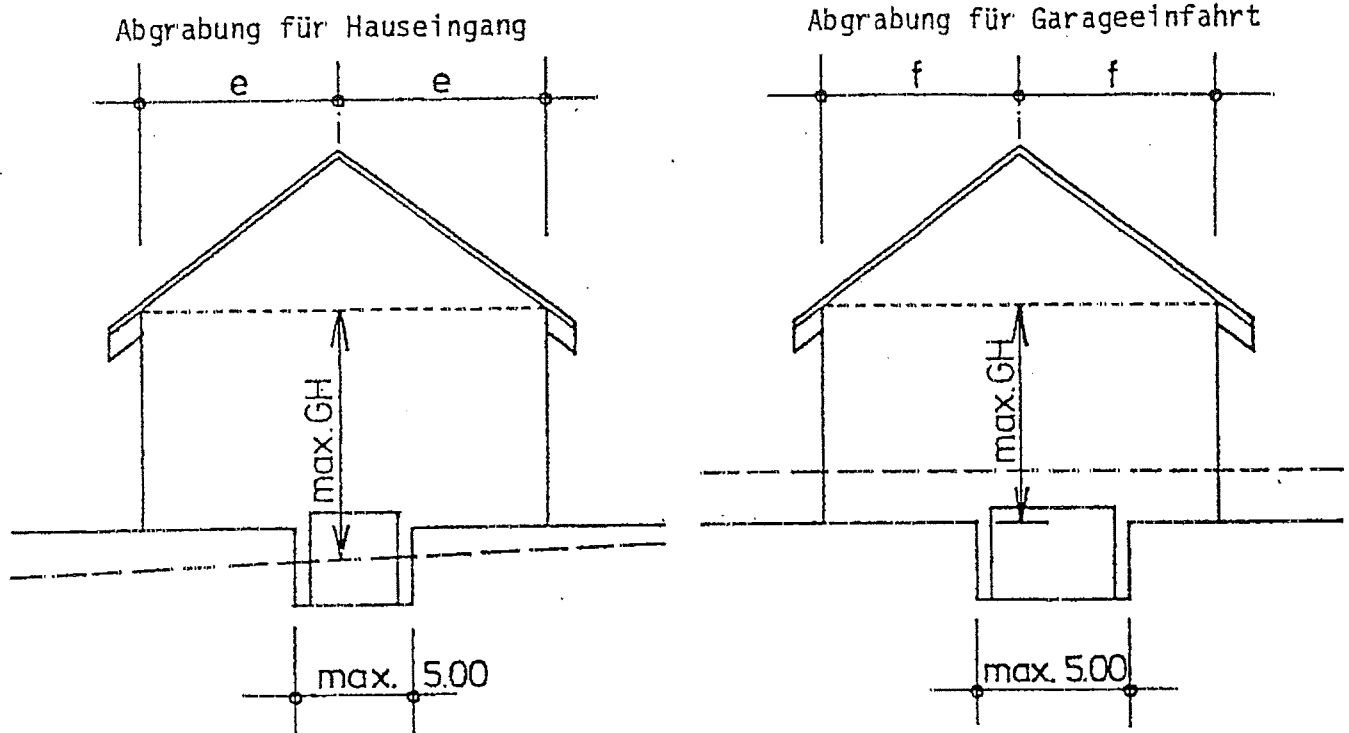 Abgrabung für Hauseingang
e e
max.GH
max. 5.00
Abgrabung für Garageeinfahrt
f f
max.GH
max. 5.00